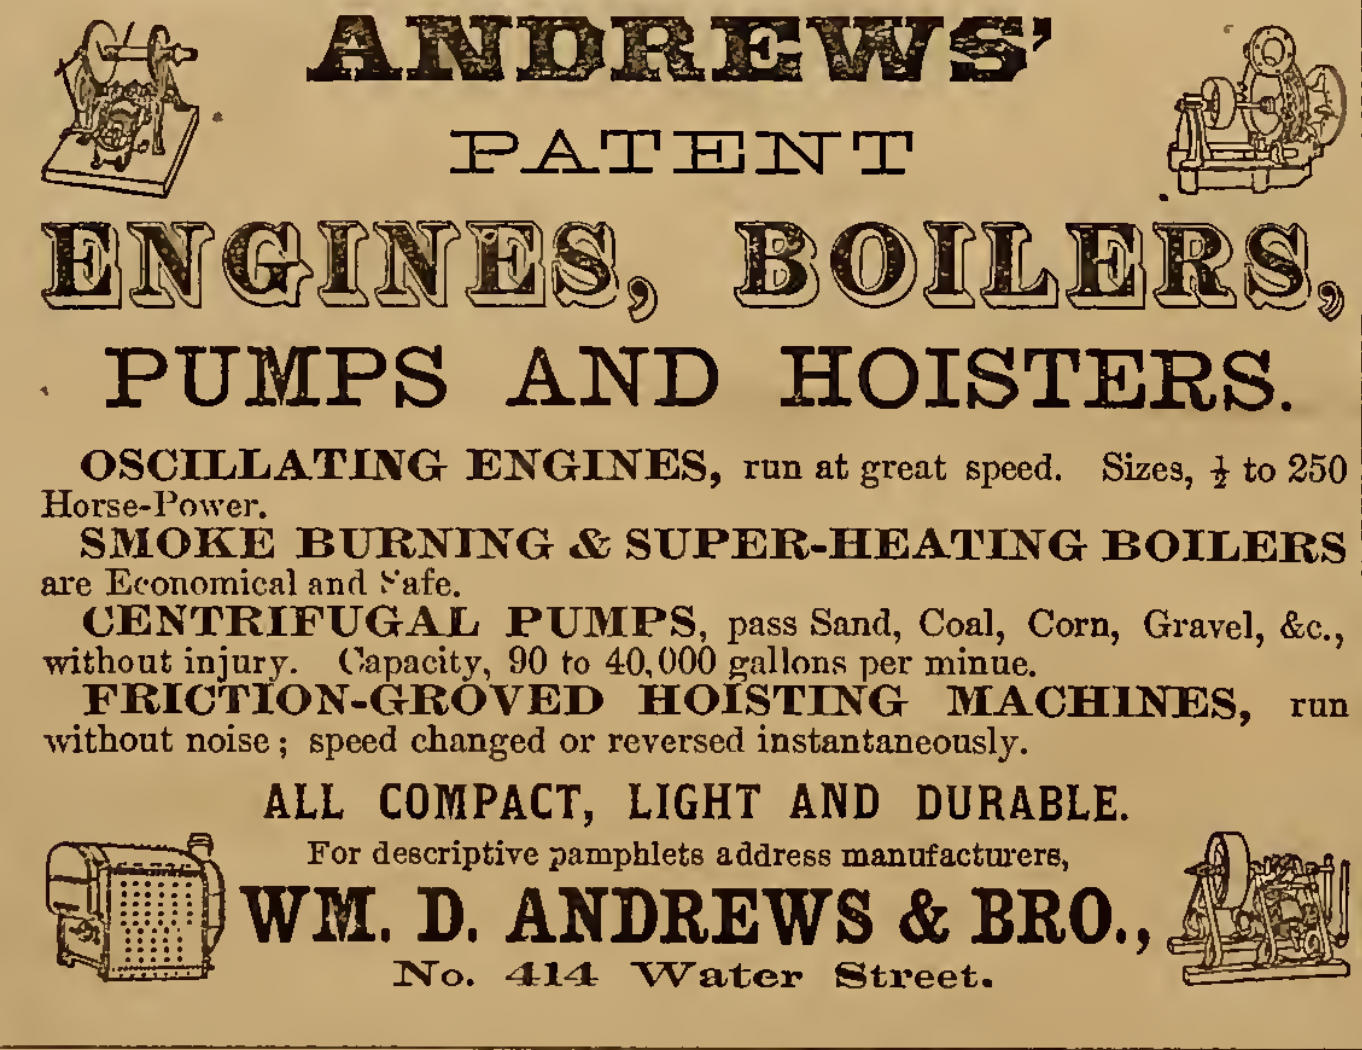 ANDREWS'
PATENT
ENGINES, BOILERS,
PUMPS AND HOISTERS.
OSCILLATING ENGINES, run at great speed. Sizes, ½ to 250
Horse-Power.
SMOKE BURNING & SUPER-HEATING BOILERS
are Economical and Safe.
CENTRIFUGAL PUMPS, pass Sand, Coal, Corn, Gravel, &c.,
without injury. Capacity, 90 to 40,000 gallons per minue.
FRICTION-GROVED HOISTING MACHINES, run
without noise; speed changed or reversed instantaneously.
ALL COMPACT, LIGHT AND DURABLE.
For descriptive pamphlets address manufacturers,
WM. D. ANDREWS & BRO.,
No. 414 Water Street.